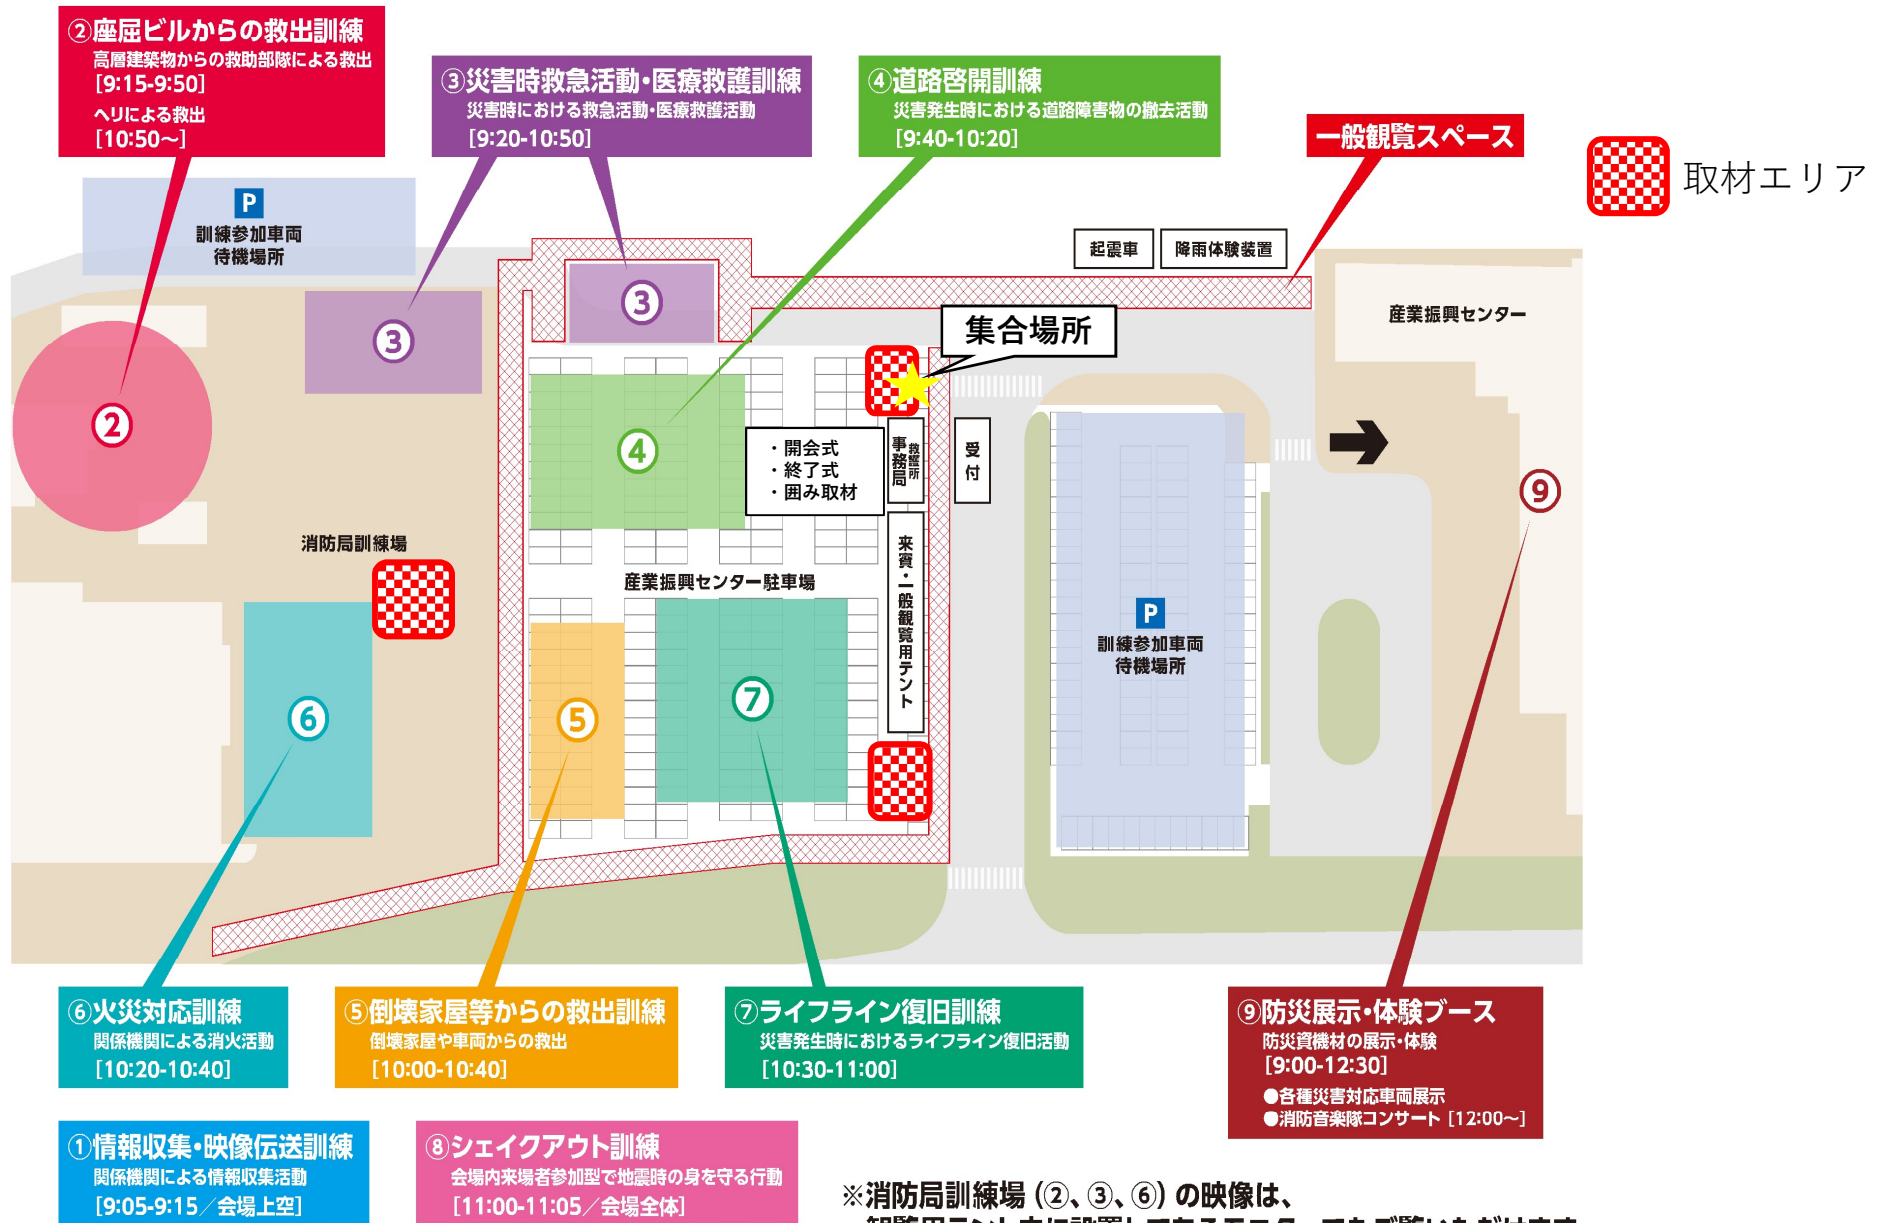 ②座屈ビルからの救出訓練
高層建築物からの救助部隊による救出
[9:15-9:50]
ヘリによる救出
[10:50～]
③災害時救急活動・医療救護訓練
災害時における救急活動・医療救護活動
[9:20-10:50]
④道路啓開訓練
災害発生時における道路障害物の撤去活動
[9:40-10:20]
一般観覧スペース
取材エリア
P
訓練参加車両
待機場所
起震車
降雨体験装置
産業振興センター
③
③
集合場所
②
④
・開会式
・終了式
・囲み取材
事務局
救護所
受付
⑨
消防局訓練場
産業振興センター駐車場
来賓・一般観覧用テント
P
訓練参加車両
待機場所
⑥
⑤
⑦
⑥火災対応訓練
関係機関による消火活動
[10:20-10:40]
⑤倒壊家屋等からの救出訓練
倒壊家屋や車両からの救出
[10:00-10:40]
⑦ライフライン復旧訓練
災害発生時におけるライフライン復旧活動
[10:30-11:00]
⑨防災展示・体験ブース
防災資機材の展示・体験
[9:00-12:30]
●各種災害対応車両展示
●消防音楽隊コンサート [12:00～]
①情報収集・映像伝送訓練
関係機関による情報収集活動
[9:05-9:15／会場上空]
⑧シェイクアウト訓練
会場内来場者参加型で地震時の身を守る行動
[11:00-11:05／会場全体]
※消防局訓練場（②、③、⑥）の映像は、